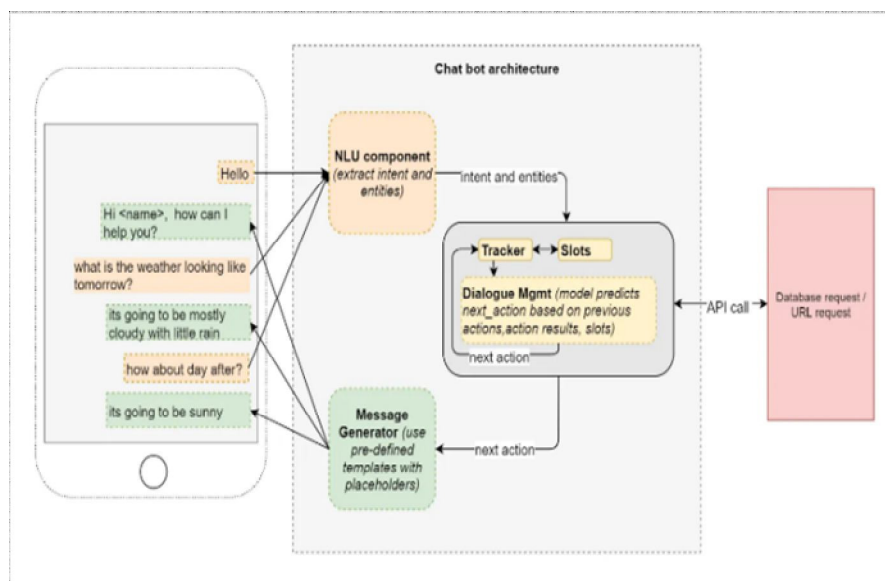 Chat bot architecture
Hello
Hi <name>, how can I
help you?
what is the weather looking like
tomorrow?
its going to be mostly
cloudy with little rain
how about day after?
its going to be sunny
NLU component
(extract intent and
entities)
intent and entities
Tracker
Slots
Dialogue Mgmt (model predicts
next_action based on previous
actions,action results, slots)
next action
API call
Database request /
URL request
Message
Generator (use
pre-defined
templates with
placeholders)
next action